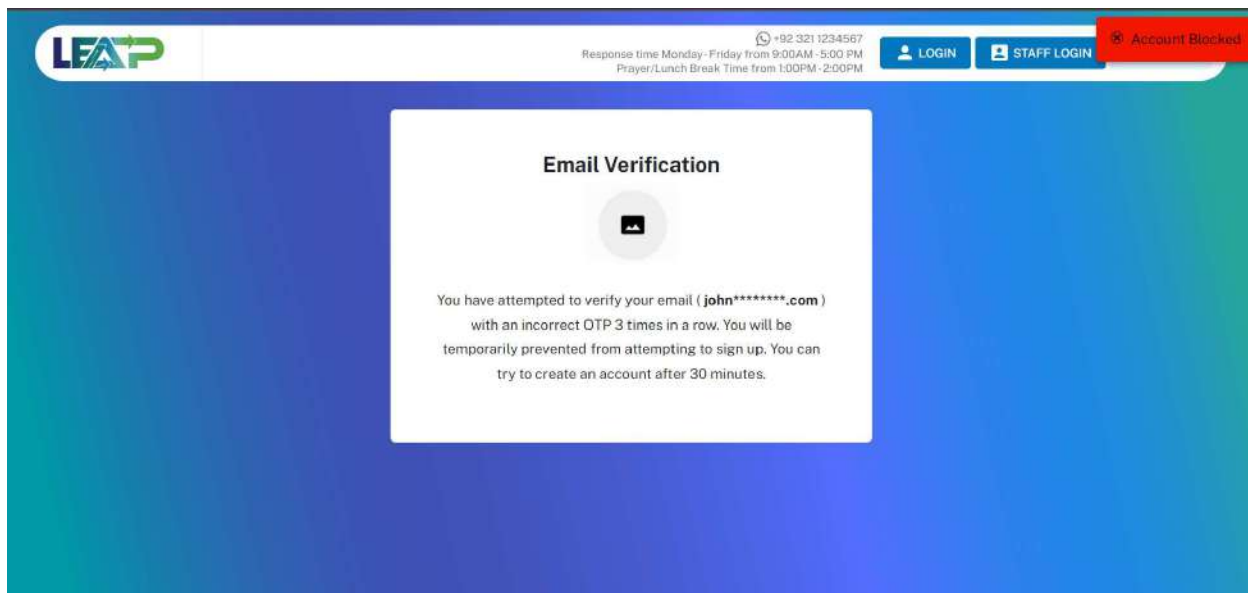 LEAP
+92 321 1234567
Response time Monday-Friday from 9:00AM - 5:00 PM
Prayer/Lunch Break Time from 1:00PM -2:00PM
LOGIN
STAFF LOGIN
Account Blocked
Email Verification
You have attempted to verify your email ( john********.com )
with an incorrect OTP 3 times in a row. You will be
temporarily prevented from attempting to sign up. You can
try to create an account after 30 minutes.